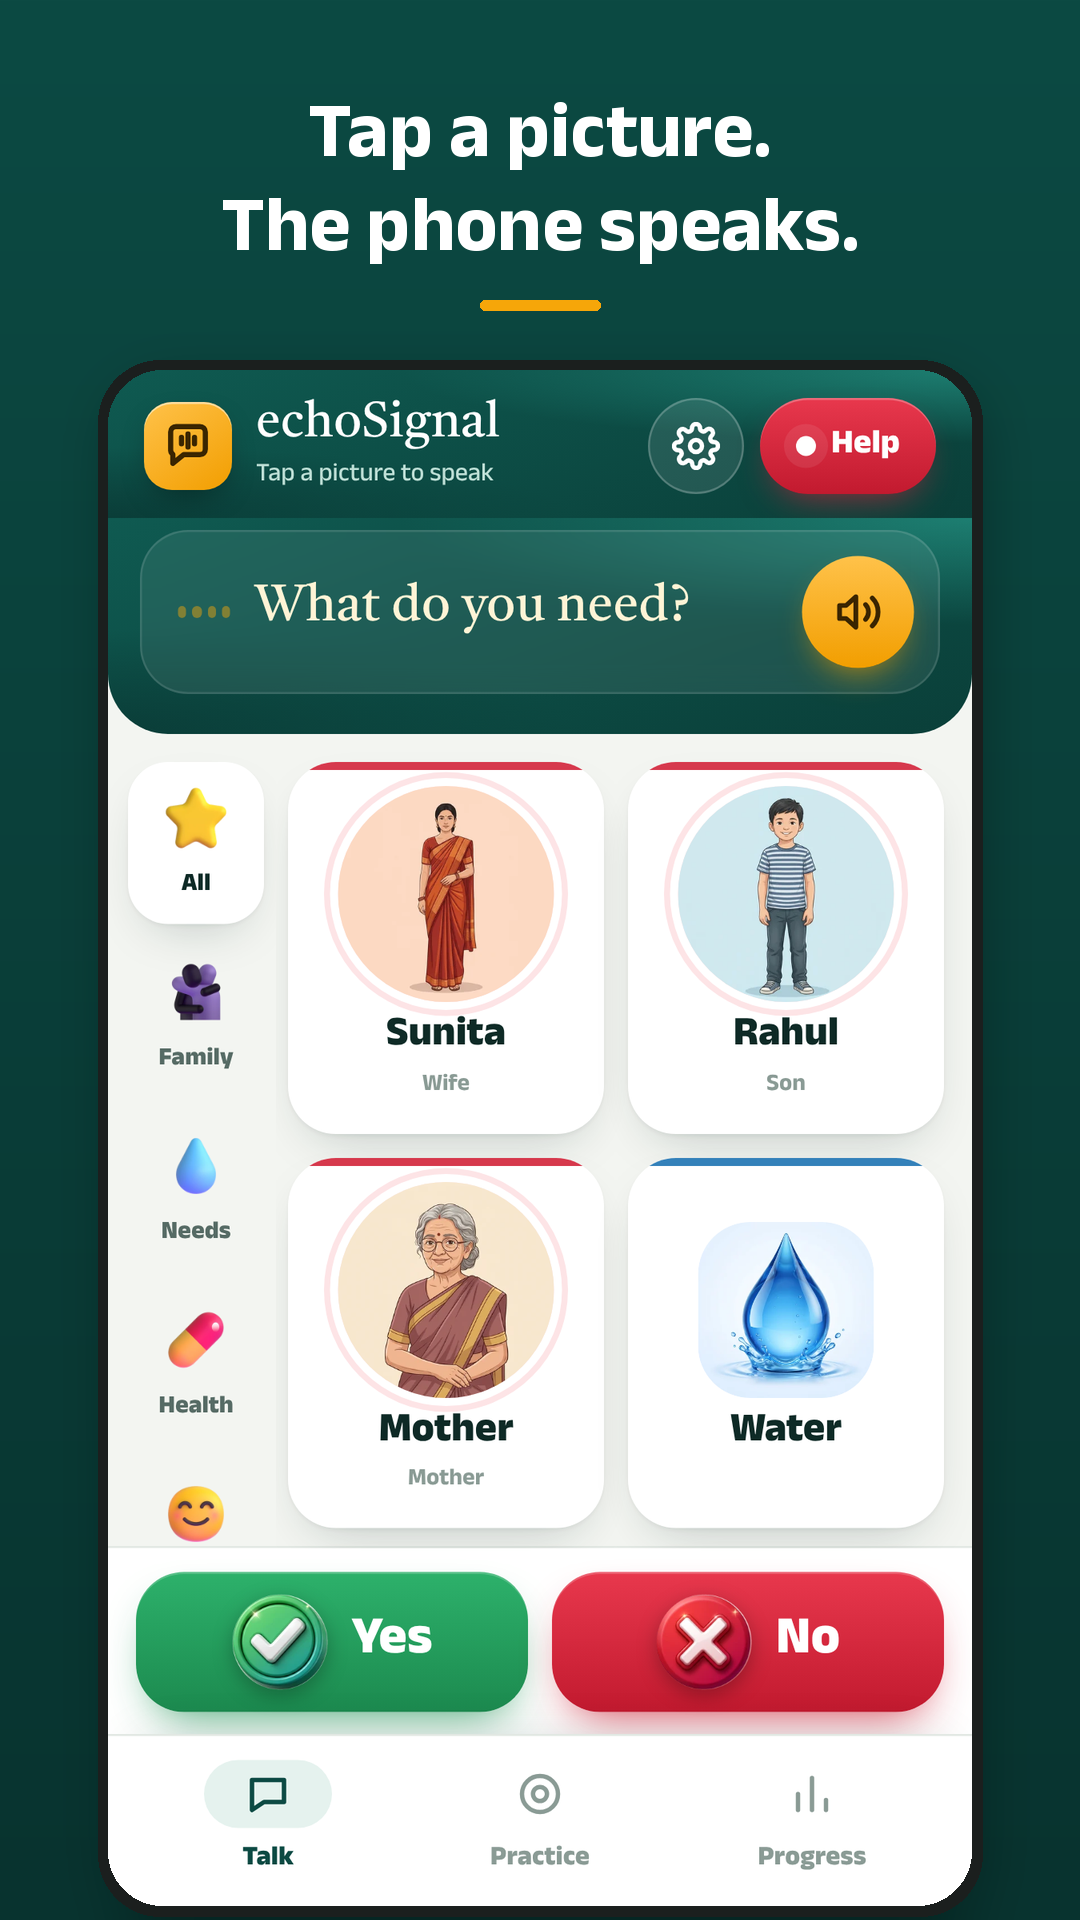 Tap a picture.
The phone speaks.
echoSignal
Tap a picture to speak
Help
What do you need?
All
Family
Needs
Health
Sunita
Wife
Rahul
Son
Mother
Mother
Water
Yes
No
Talk
Practice
Progress